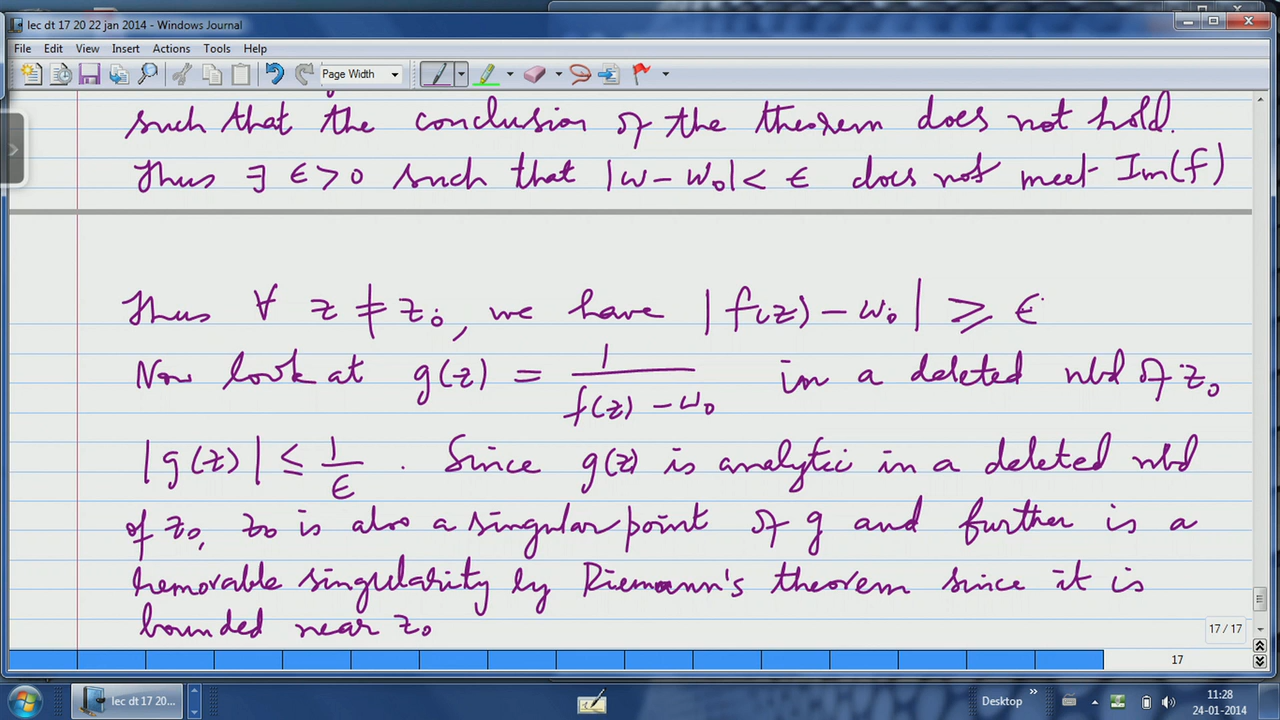 lec dt 17 20 22 jan 2014 - Windows Journal
File Edit View Insert Actions Tools Help
Page Width
such that the conclusion of the theorem does not hold.
Thus ∃ ε > 0 such that |w - w₀| < ε does not meet Im(f)
Thus ∀ z ≠ z₀, we have |f(z) - w₀| ≥ ε
Now look at g(z) = 1/(f(z) - w₀) in a deleted nbd of z₀
|g(z)| ≤ 1/ε . Since g(z) is analytic in a deleted nbd
of z₀, z₀ is also a singular point of g and further is a
removable singularity by Riemann's theorem since it is
bounded near z₀
17 / 17
17
lec dt 17 20...
Desktop
11:28
24-01-2014